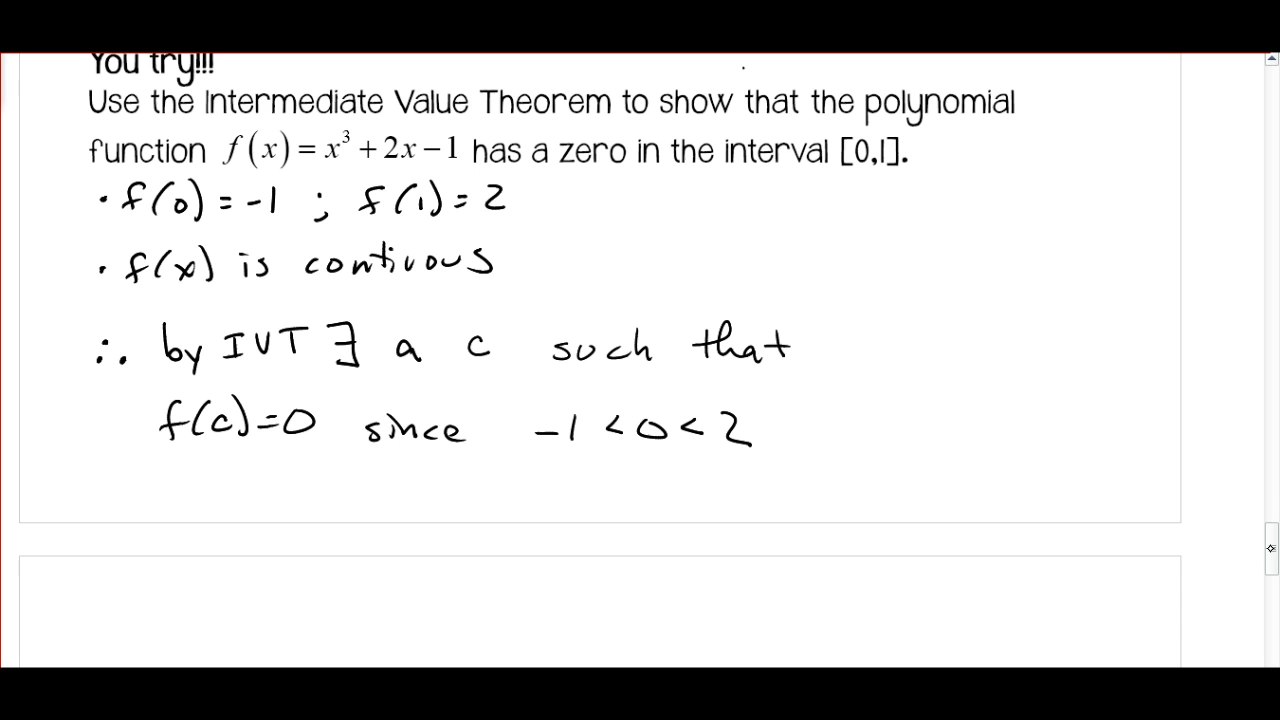 You try!!!
Use the Intermediate Value Theorem to show that the polynomial
function f(x) = x³ + 2x − 1 has a zero in the interval [0,1].
• f(0) = -1 ; f(1) = 2
• f(x) is contiuous
∴ by IVT ∃ a c such that
f(c)=0 since -1 < 0 < 2